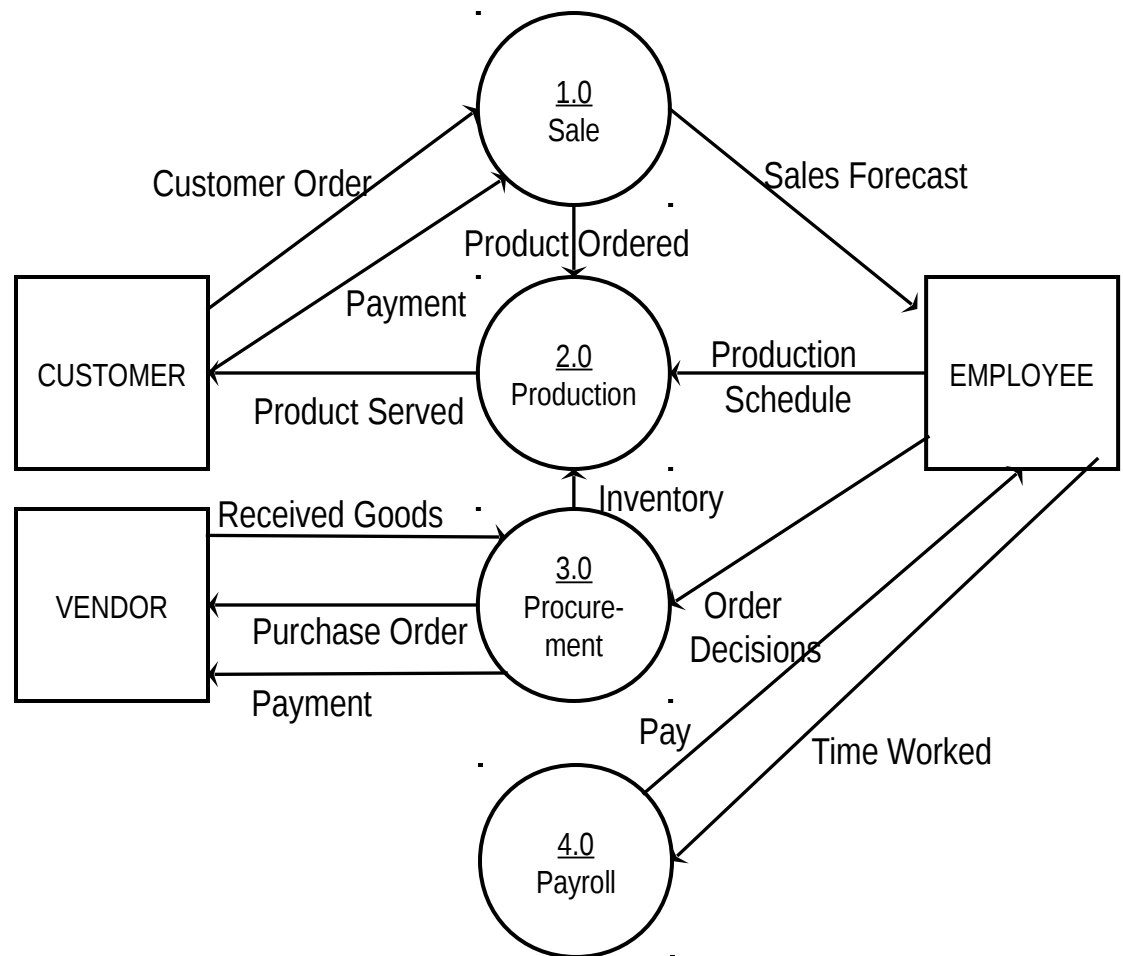 1.0
Sale
Customer Order
Sales Forecast
Product Ordered
Payment
CUSTOMER
2.0
Production
Production
Schedule
EMPLOYEE
Product Served
Received Goods
Inventory
VENDOR
3.0
Procure-
ment
Purchase Order
Order
Decisions
Payment
Pay
Time Worked
4.0
Payroll